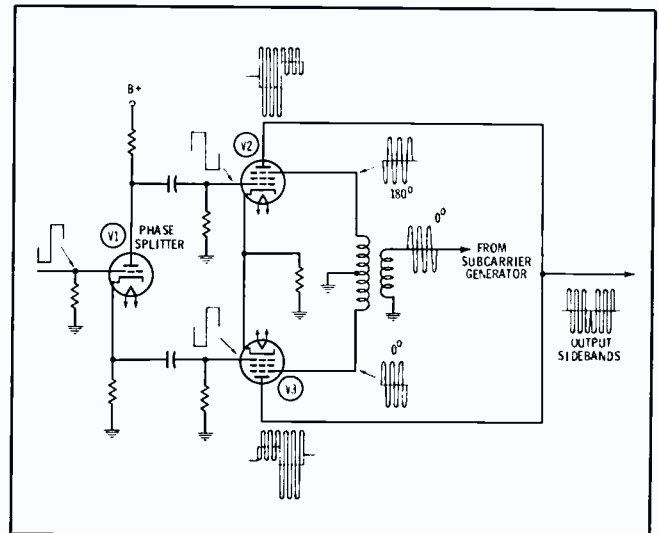 B+
V2
180°
0°
V1
PHASE
SPLITTER
FROM
SUBCARRIER
GENERATOR
0°
V3
OUTPUT
SIDEBANDS